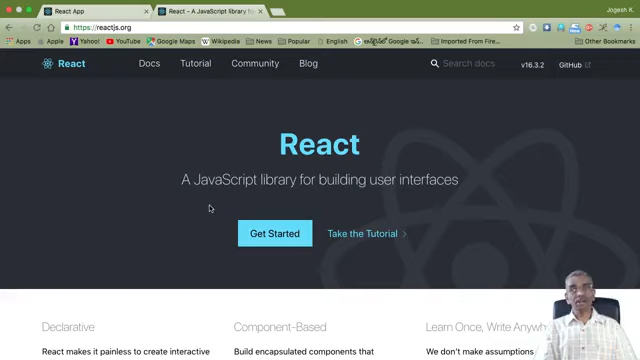 React App
React – A JavaScript library fo
Jogesh K.
https://reactjs.org
Apps
Apple
Yahoo!
YouTube
Google Maps
Wikipedia
News
Popular
English
Imported From Fire...
Other Bookmarks
React
Docs
Tutorial
Community
Blog
Search docs
v16.3.2
GitHub
React
A JavaScript library for building user interfaces
Get Started
Take the Tutorial
Declarative
Component-Based
Learn Once, Write Anywh
React makes it painless to create interactive
Build encapsulated components that
We don't make assumptions